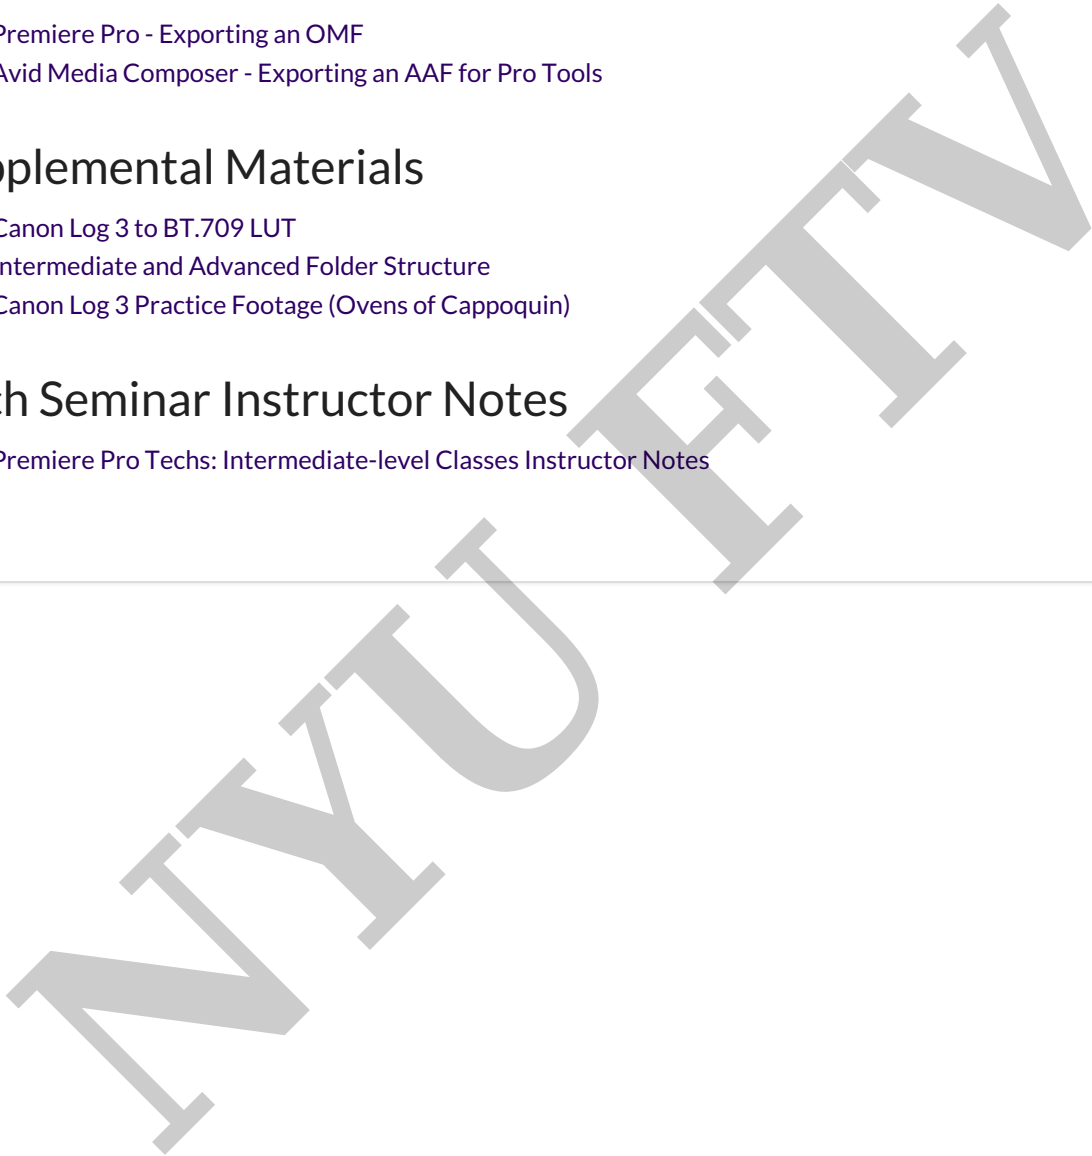 Premiere Pro - Exporting an OMF
Avid Media Composer - Exporting an AAF for Pro Tools
pplemental Materials
Canon Log 3 to BT.709 LUT
ntermediate and Advanced Folder Structure
Canon Log 3 Practice Footage (Ovens of Cappoquin)
ch Seminar Instructor Notes
Premiere Pro Techs: Intermediate-level Classes Instructor Notes
NYU FTV